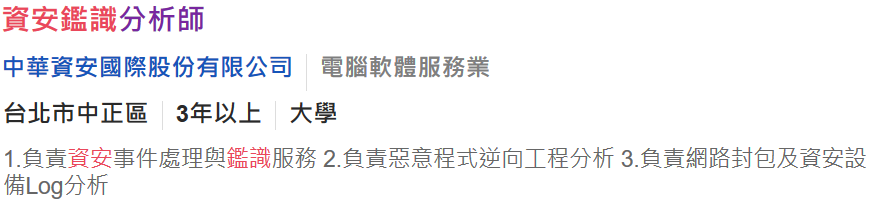 資安鑑識分析師
中華資安國際股份有限公司 電腦軟體服務業
台北市中正區 3年以上 大學
1.負責資安事件處理與鑑識服務 2.負責惡意程式逆向工程分析 3.負責網路封包及資安設
備Log分析